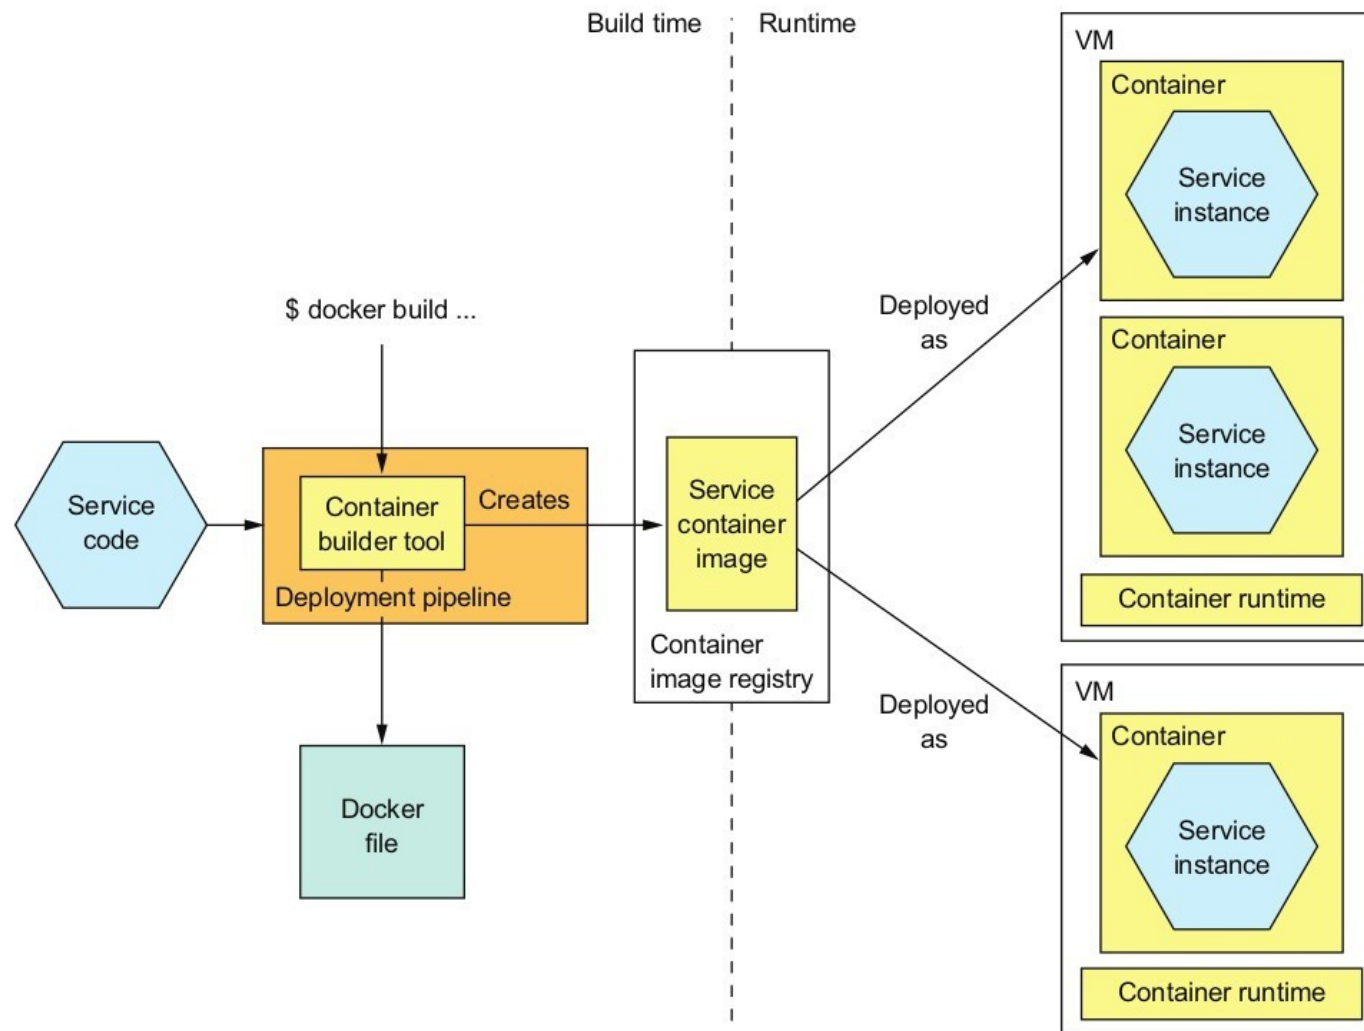 Build time
Runtime
VM
Container
Service
instance
Container
Service
instance
Container runtime
$ docker build ...
Deployed
as
Service
code
Container
builder tool
Creates
Deployment pipeline
Service
container
image
Container
image registry
Docker
file
Deployed
as
VM
Container
Service
instance
Container runtime